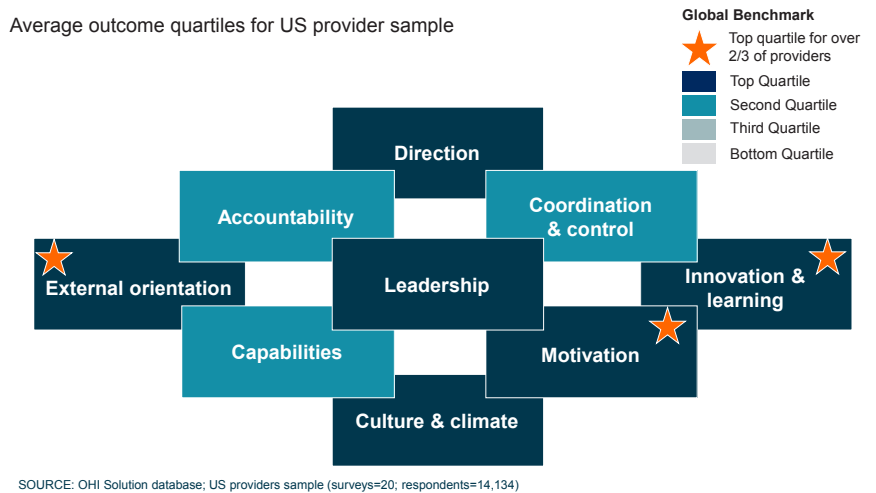 Average outcome quartiles for US provider sample
Global Benchmark
Top quartile for over
2/3 of providers
Top Quartile
Second Quartile
Third Quartile
Bottom Quartile
Direction
Accountability
Coordination
& control
External orientation
Leadership
Innovation &
learning
Capabilities
Motivation
Culture & climate
SOURCE: OHI Solution database; US providers sample (surveys=20; respondents=14,134)